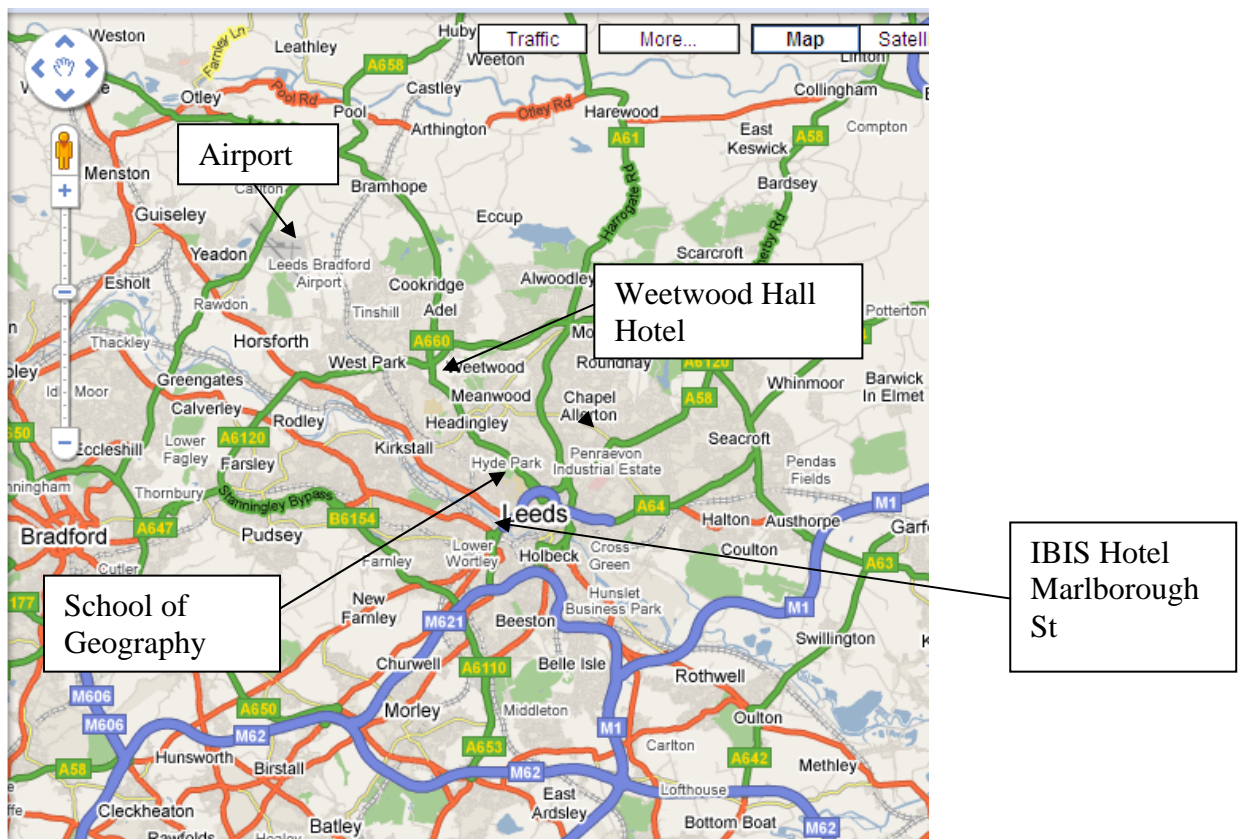 Weston
Farnley Ln
Leathley
Huby
Traffic
More...
Map
Satell
Weeton
Linton
A658
Castley
Collingham
Otley
Pool Rd
Pool
Otley Rd
Harewood
Arthington
A61
East
Keswick
A58
Compton
Airport
Menston
Carlton
Bramhope
Bardsey
Guiseley
Eccup
Harrogate Rd
Scarcroft
Yeadon
Leeds Bradford
Airport
Alwoodley
Esholt
Cookridge
Weetwood Hall
Hotel
Rawdon
Tinshill
Adel
Potterton
Thackley
Horsforth
A660
West Park
Weetwood
Roundhay
A6120
Greengates
Meanwood
Chapel
Allerton
A58
Whinmoor
Barwick
In Elmet
Moor
Calverley
Rodley
Headingley
Seacroft
Eccleshill
Lower
Fagley
A6120
Farsley
Kirkstall
Hyde Park
Penraevon
Industrial Estate
Pendas
Fields
Thornbury
Stanningley Bypass
A64
M1
Leeds
Bradford
A647
Pudsey
B6154
Halton
Austhorpe
Lower
Wortley
Holbeck
Cross
Green
Colton
A63
Cutler
Farnley
IBIS Hotel
Marlborough
St
School of
Geography
New
Farnley
M621
Beeston
Hunslet
Business Park
M1
Swillington
Churwell
A6110
Belle Isle
Rothwell
M606
M606
A650
M62
Morley
Middleton
M1
Oulton
Carlton
A653
A642
Hunsworth
Birstall
A58
M62
Methley
Lofthouse
East
Ardsley
Cleckheaton
Batley
Bottom Boat
M62